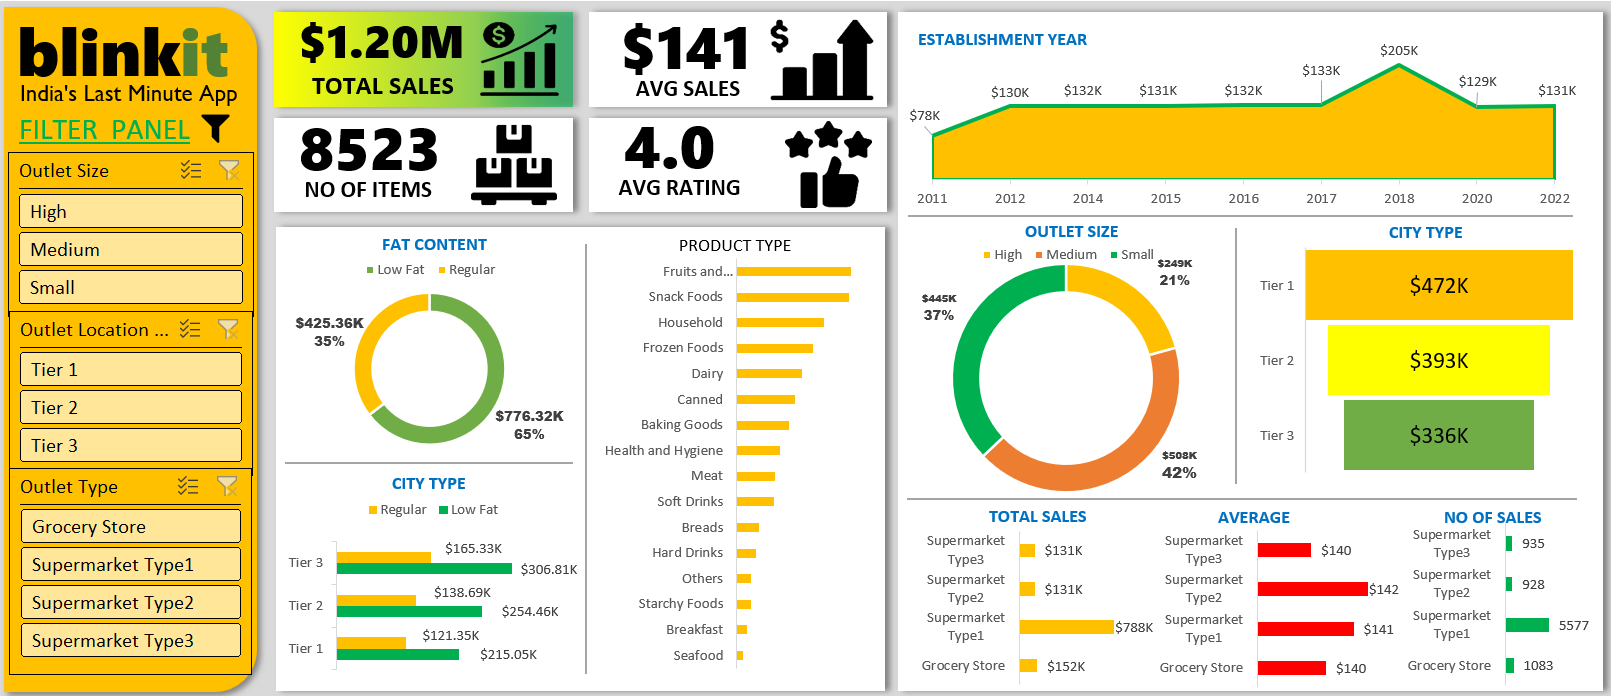 blinkit
India's Last Minute App
FILTER PANEL
Outlet Size
High
Medium
Small
Outlet Location ...
Tier 1
Tier 2
Tier 3
Outlet Type
Grocery Store
Supermarket Type1
Supermarket Type2
Supermarket Type3
$1.20M
TOTAL SALES
$
$141
AVG SALES
$
8523
NO OF ITEMS
4.0
AVG RATING
FAT CONTENT
Low Fat Regular
$425.36K
35%
$776.32K
65%
CITY TYPE
Regular Low Fat
Tier 3 $165.33K
$306.81K
Tier 2 $138.69K
$254.46K
Tier 1 $121.35K
$215.05K
PRODUCT TYPE
Fruits and...
Snack Foods
Household
Frozen Foods
Dairy
Canned
Baking Goods
Health and Hygiene
Meat
Soft Drinks
Breads
Hard Drinks
Others
Starchy Foods
Breakfast
Seafood
ESTABLISHMENT YEAR
$78K $130K $132K $131K $132K $133K $205K $129K $131K
2011 2012 2014 2015 2016 2017 2018 2020 2022
OUTLET SIZE
High Medium Small
$249K
21%
$445K
37%
$508K
42%
CITY TYPE
Tier 1 $472K
Tier 2 $393K
Tier 3 $336K
TOTAL SALES
Supermarket
Type3 $131K
Supermarket
Type2 $131K
Supermarket
Type1 $788K
Grocery Store $152K
AVERAGE
Supermarket
Type3 $140
Supermarket
Type2 $142
Supermarket
Type1 $141
Grocery Store $140
NO OF SALES
Supermarket
Type3 935
Supermarket
Type2 928
Supermarket
Type1 5577
Grocery Store 1083